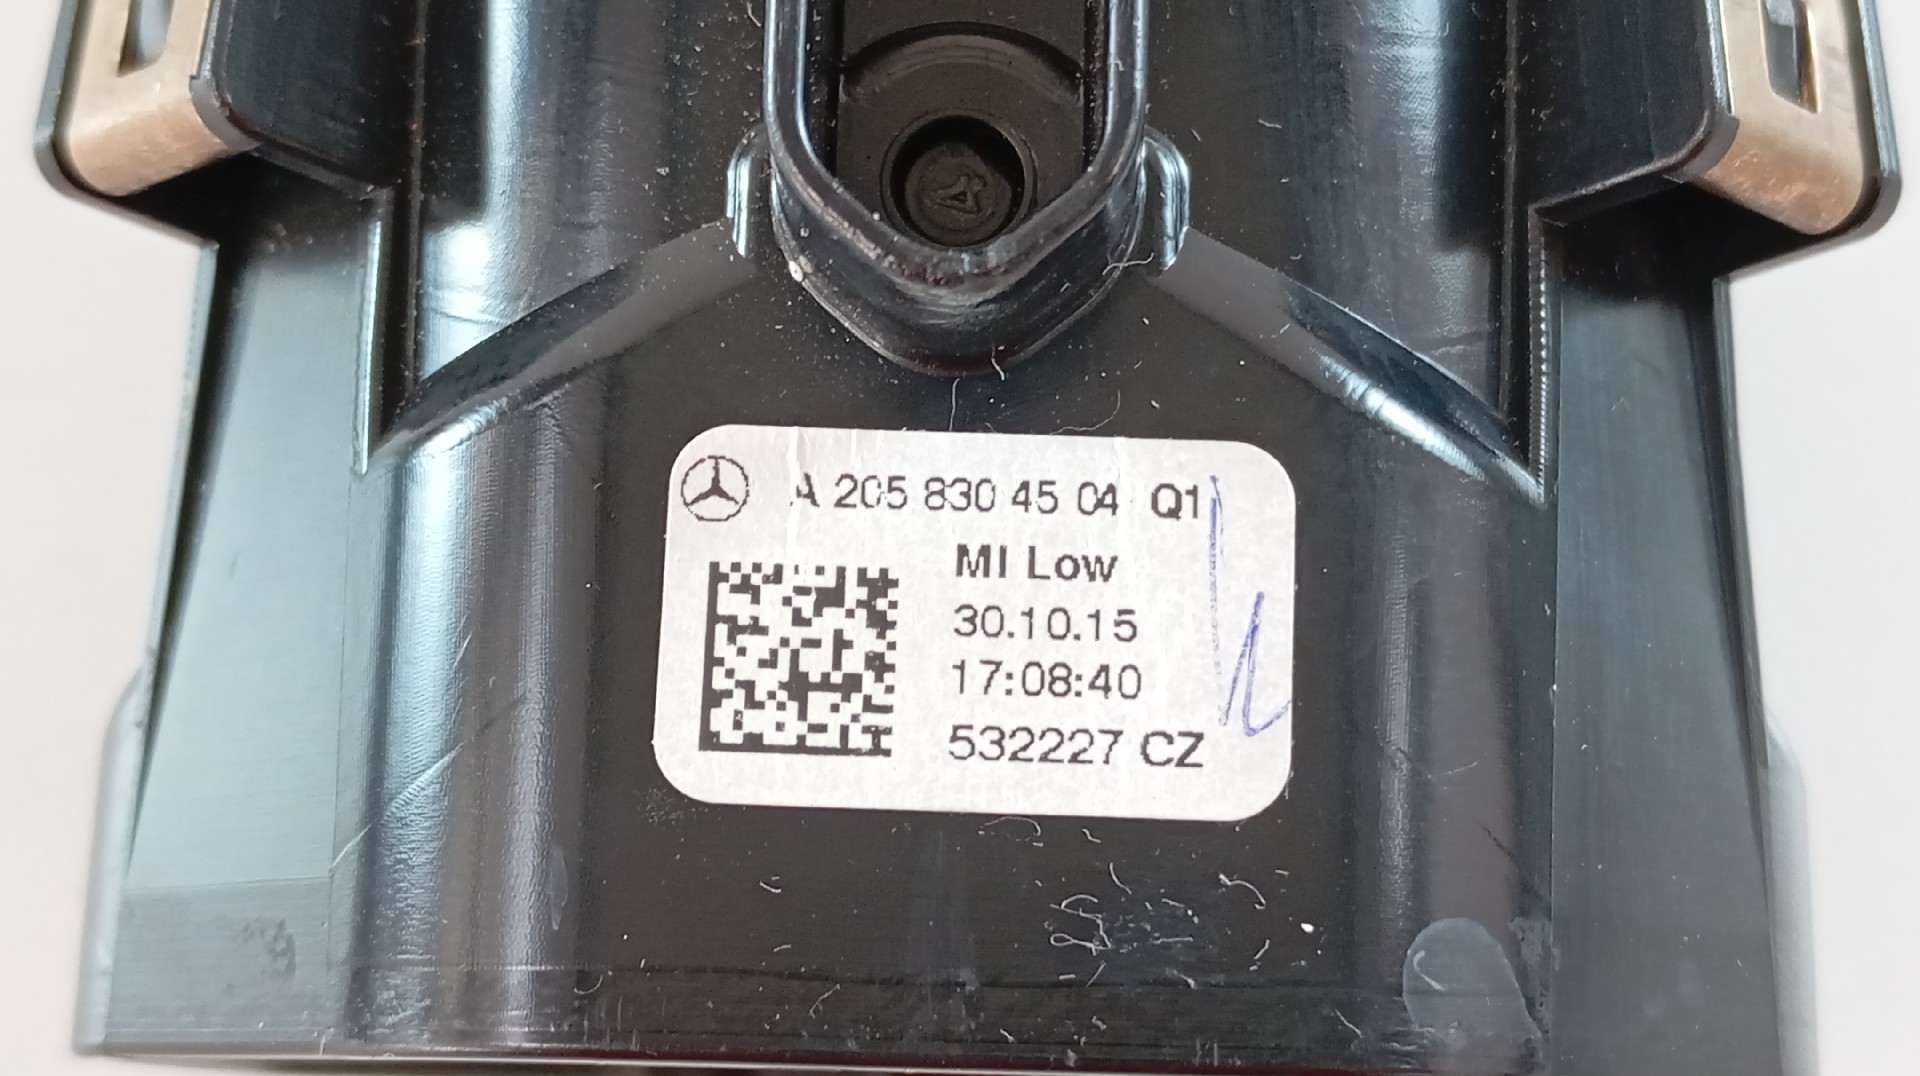 A 205 830 45 04 Q1
MI Low
30.10.15
17:08:40
532227 CZ